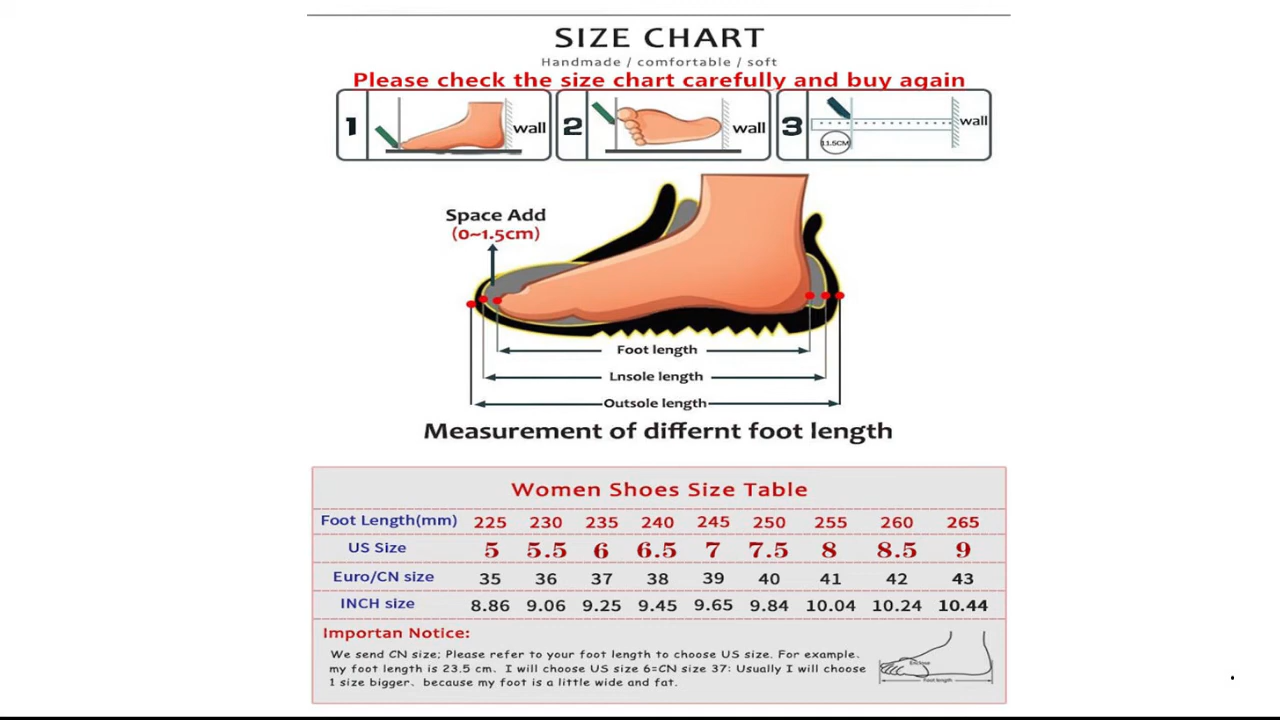 SIZE CHART
Handmade / comfortable / soft
Please check the size chart carefully and buy again
1 wall 2 wall 3 wall
11.5CM
Space Add
(0~1.5cm)
Foot length
Lnsole length
Outsole length
Measurement of differnt foot length
Women Shoes Size Table
Foot Length(mm) 225 230 235 240 245 250 255 260 265
US Size 5 5.5 6 6.5 7 7.5 8 8.5 9
Euro/CN size 35 36 37 38 39 40 41 42 43
INCH size 8.86 9.06 9.25 9.45 9.65 9.84 10.04 10.24 10.44
Importan Notice:
We send CN size; Please refer to your foot length to choose US size. For example.
my foot length is 23.5 cm. I will choose US size 6=CN size 37: Usually I will choose
1 size bigger. because my foot is a little wide and fat.
Enclose
Foot length